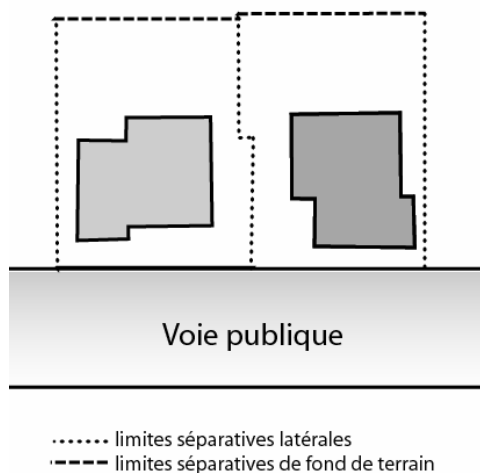 Voie publique
limites séparatives latérales
limites séparatives de fond de terrain